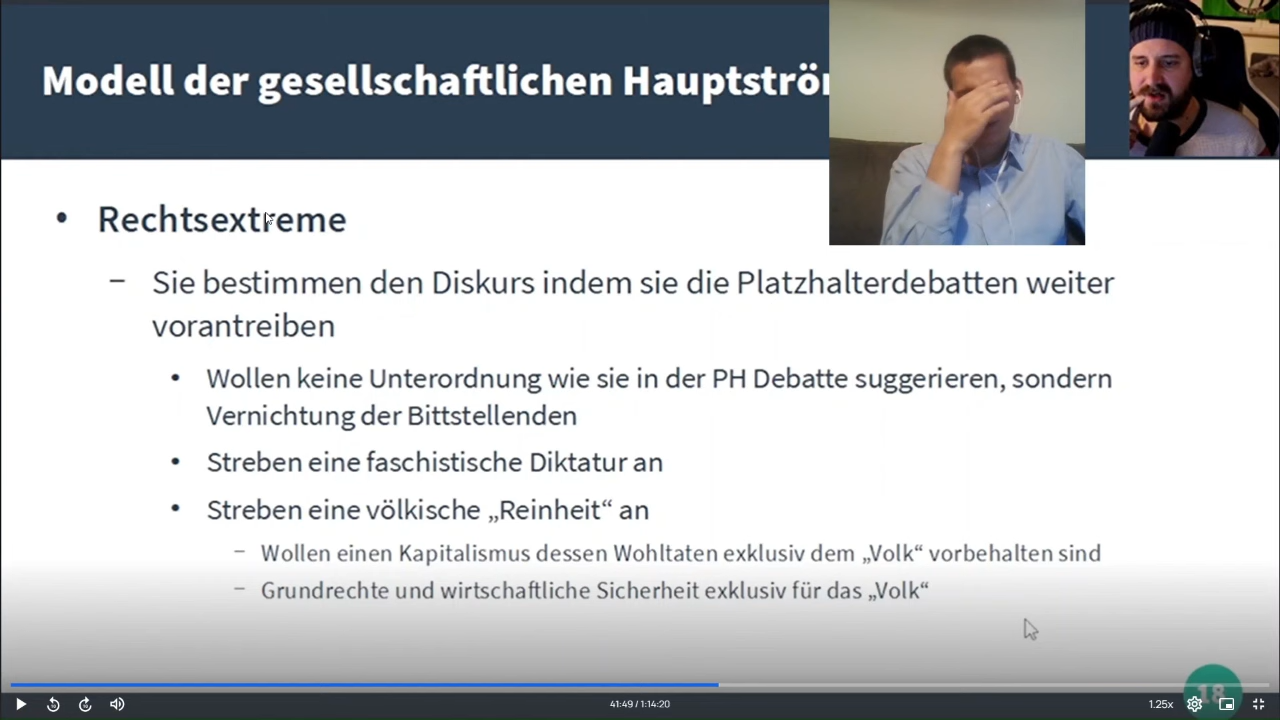 Modell der gesellschaftlichen Hauptströ
• Rechtsextreme
– Sie bestimmen den Diskurs indem sie die Platzhalterdebatten weiter
vorantreiben
• Wollen keine Unterordnung wie sie in der PH Debatte suggerieren, sondern
Vernichtung der Bittstellenden
• Streben eine faschistische Diktatur an
• Streben eine völkische „Reinheit“ an
– Wollen einen Kapitalismus dessen Wohltaten exklusiv dem „Volk“ vorbehalten sind
– Grundrechte und wirtschaftliche Sicherheit exklusiv für das „Volk“
18
41:49 / 1:14:20
1.25x